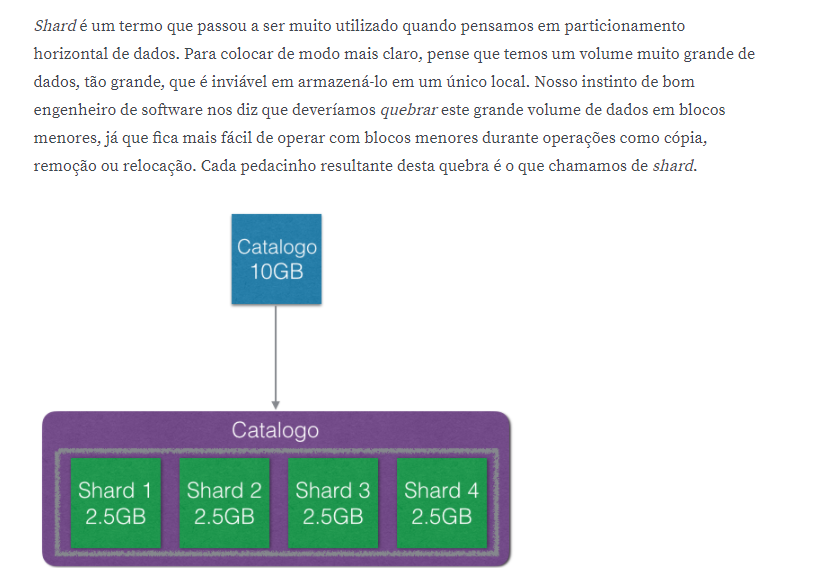 Shard é um termo que passou a ser muito utilizado quando pensamos em particionamento
horizontal de dados. Para colocar de modo mais claro, pense que temos um volume muito grande de
dados, tão grande, que é inviável em armazená-lo em um único local. Nosso instinto de bom
engenheiro de software nos diz que deveríamos quebrar este grande volume de dados em blocos
menores, já que fica mais fácil de operar com blocos menores durante operações como cópia,
remoção ou relocação. Cada pedacinho resultante desta quebra é o que chamamos de shard.
Catalogo
10GB
Catalogo
Shard 1
2.5GB
Shard 2
2.5GB
Shard 3
2.5GB
Shard 4
2.5GB